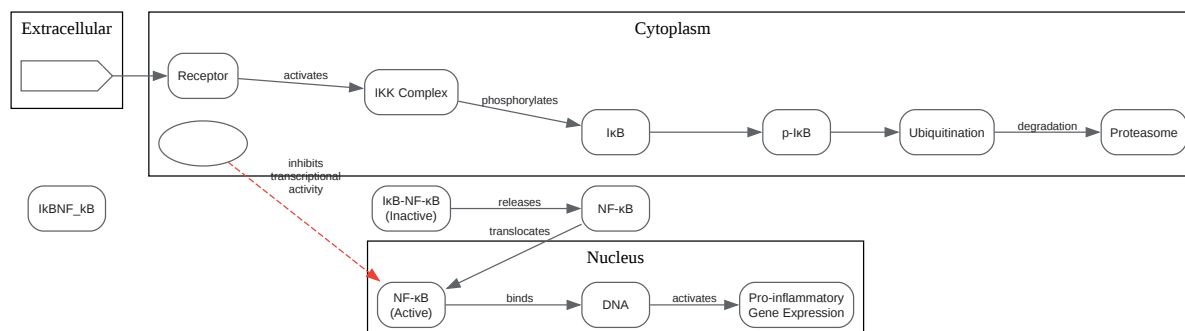 Extracellular
Cytoplasm
Receptor
activates
IKK Complex
phosphorylates
IκB
p-IκB
Ubiquitination
degradation
Proteasome
inhibits
transcriptional
activity
IkBNF_kB
IκB-NF-κB
(Inactive)
releases
NF-κB
translocates
Nucleus
NF-κB
(Active)
binds
DNA
activates
Pro-inflammatory
Gene Expression